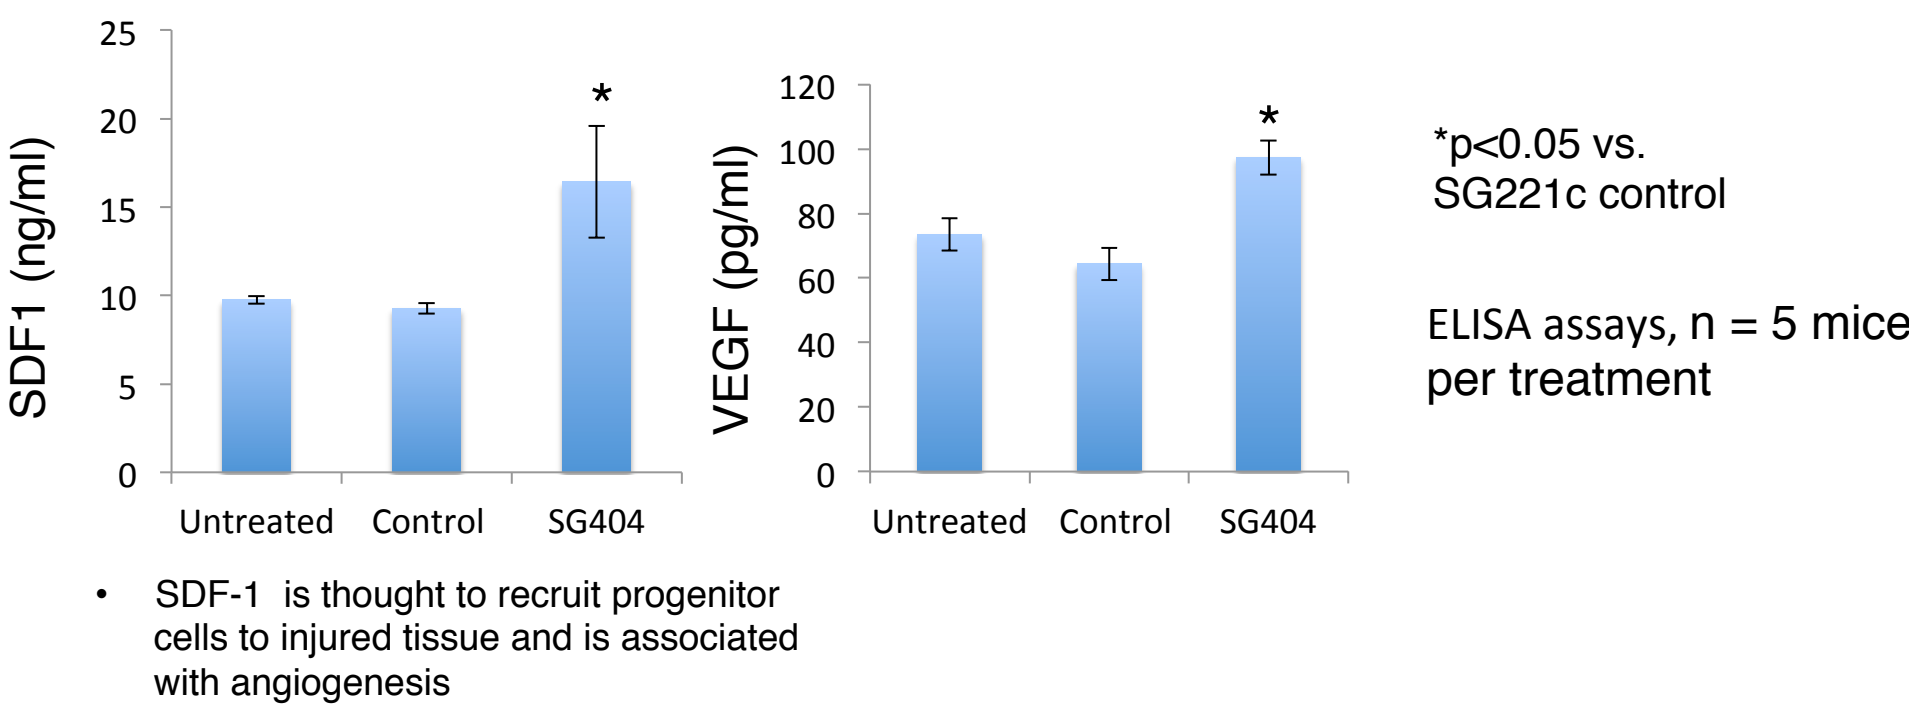 SDF1 (ng/ml)
25
20
15
10
5
0
*
Untreated Control SG404
VEGF (pg/ml)
120
100
80
60
40
20
0
*
Untreated Control SG404
*p<0.05 vs.
SG221c control
ELISA assays, n = 5 mice
per treatment
• SDF-1 is thought to recruit progenitor
cells to injured tissue and is associated
with angiogenesis